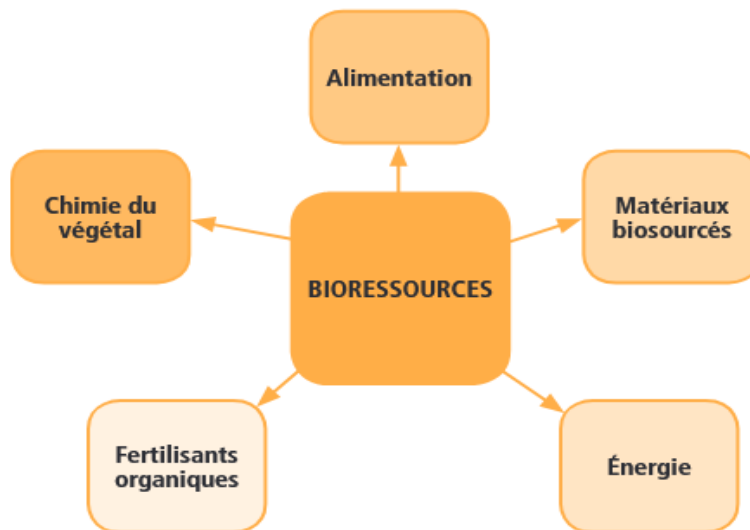 Alimentation
Chimie du
végétal
Matériaux
biosourcés
BIORESSOURCES
Fertilisants
organiques
Énergie